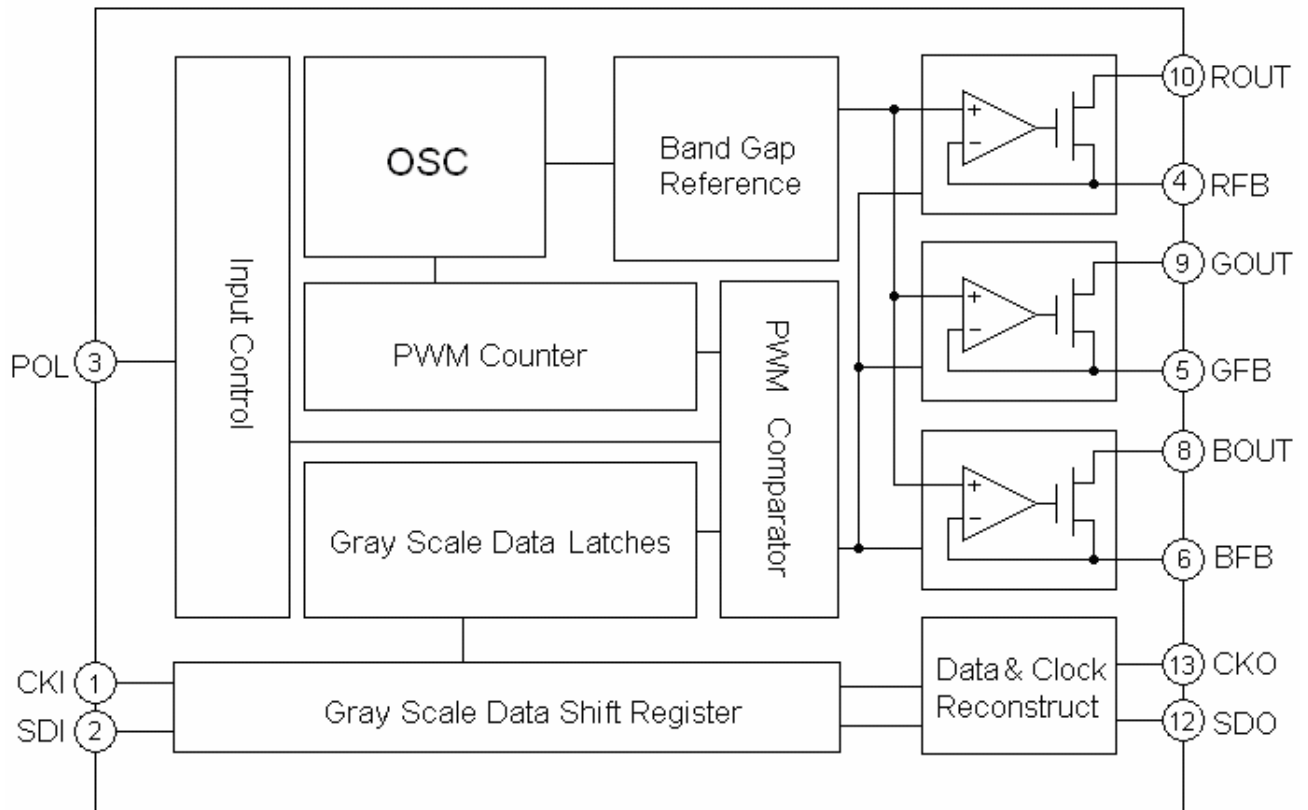 OSC
Band Gap
Reference
Input Control
PWM Counter
PWM Comparator
Gray Scale Data Latches
Gray Scale Data Shift Register
Data & Clock
Reconstruct
POL 3
CKI 1
SDI 2
+
−
10 ROUT
4 RFB
+
−
9 GOUT
5 GFB
+
−
8 BOUT
6 BFB
13 CKO
12 SDO